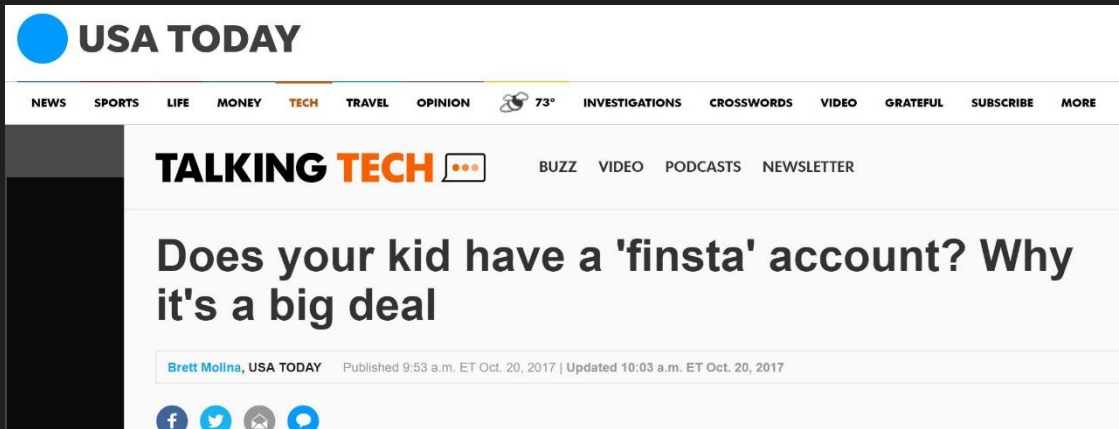 USA TODAY
NEWS SPORTS LIFE MONEY TECH TRAVEL OPINION 73° INVESTIGATIONS CROSSWORDS VIDEO GRATEFUL SUBSCRIBE MORE
TALKING TECH BUZZ VIDEO PODCASTS NEWSLETTER
Does your kid have a 'finsta' account? Why
it's a big deal
Brett Molina, USA TODAY Published 9:53 a.m. ET Oct. 20, 2017 | Updated 10:03 a.m. ET Oct. 20, 2017